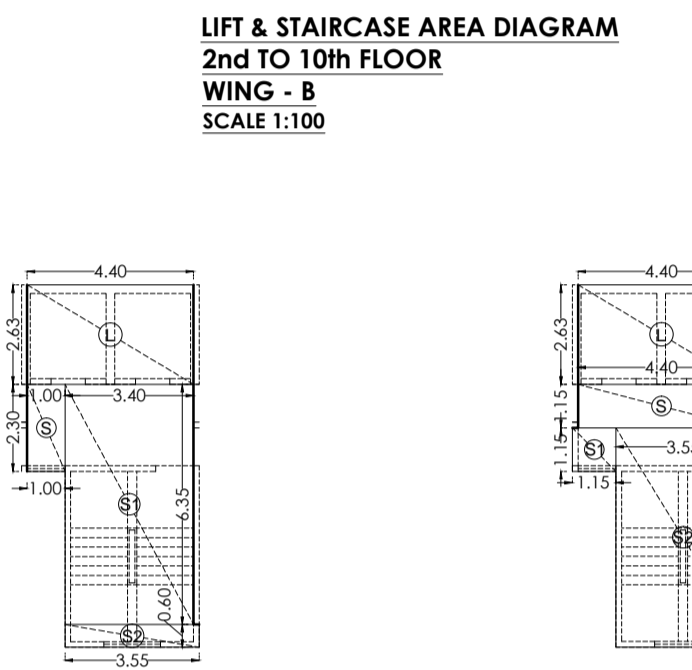 LIFT & STAIRCASE AREA DIAGRAM
2nd TO 10th FLOOR
WING - B
SCALE 1:100
4.40
2.63
L
1.00
3.40
2.30
S
1.00
S1
6.35
0.60
S2
3.55
4.40
2.63
L
4.40
1.15
S
1.15
S1
1.15